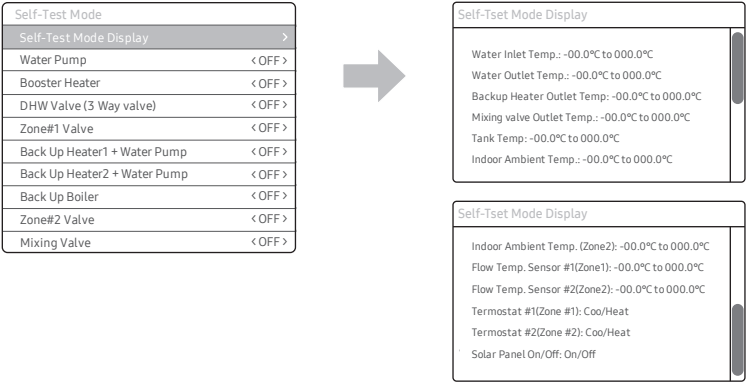 Self-Test Mode
Self-Test Mode Display >
Water Pump <OFF>
Booster Heater <OFF>
DHW Valve (3 Way valve) <OFF>
Zone#1 Valve <OFF>
Back Up Heater1 + Water Pump <OFF>
Back Up Heater2 + Water Pump <OFF>
Back Up Boiler <OFF>
Zone#2 Valve <OFF>
Mixing Valve <OFF>
Self-Tset Mode Display
Water Inlet Temp.: -00.0℃ to 000.0℃
Water Outlet Temp.: -00.0℃ to 000.0℃
Backup Heater Outlet Temp: -00.0℃ to 000.0℃
Mixing valve Outlet Temp.: -00.0℃ to 000.0℃
Tank Temp: -00.0℃ to 000.0℃
Indoor Ambient Temp.: -00.0℃ to 000.0℃
Self-Tset Mode Display
Indoor Ambient Temp. (Zone2): -00.0℃ to 000.0℃
Flow Temp. Sensor #1(Zone1): -00.0℃ to 000.0℃
Flow Temp. Sensor #2(Zone2): -00.0℃ to 000.0℃
Termostat #1(Zone #1): Coo/Heat
Termostat #2(Zone #2): Coo/Heat
Solar Panel On/Off: On/Off